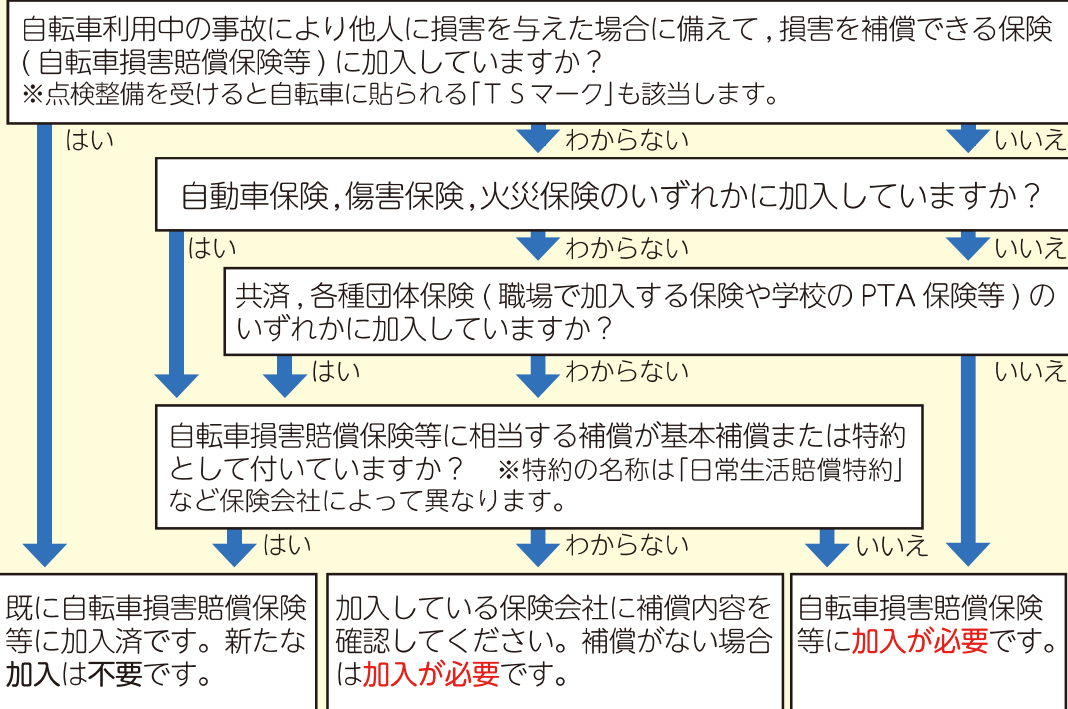 自転車利用中の事故により他人に損害を与えた場合に備えて,損害を補償できる保険
(自転車損害賠償保険等)に加入していますか？
※点検整備を受けると自転車に貼られる｢ＴＳマーク｣も該当します。
はい
わからない
いいえ
自動車保険,傷害保険,火災保険のいずれかに加入していますか？
はい
わからない
いいえ
共済,各種団体保険(職場で加入する保険や学校のPTA保険等)の
いずれかに加入していますか？
はい
わからない
いいえ
自転車損害賠償保険等に相当する補償が基本補償または特約
として付いていますか？　※特約の名称は｢日常生活賠償特約｣
など保険会社によって異なります。
はい
わからない
いいえ
既に自転車損害賠償保険
等に加入済です。新たな
加入は不要です。
加入している保険会社に補償内容を
確認してください。補償がない場合
は加入が必要です。
自転車損害賠償保険
等に加入が必要です。